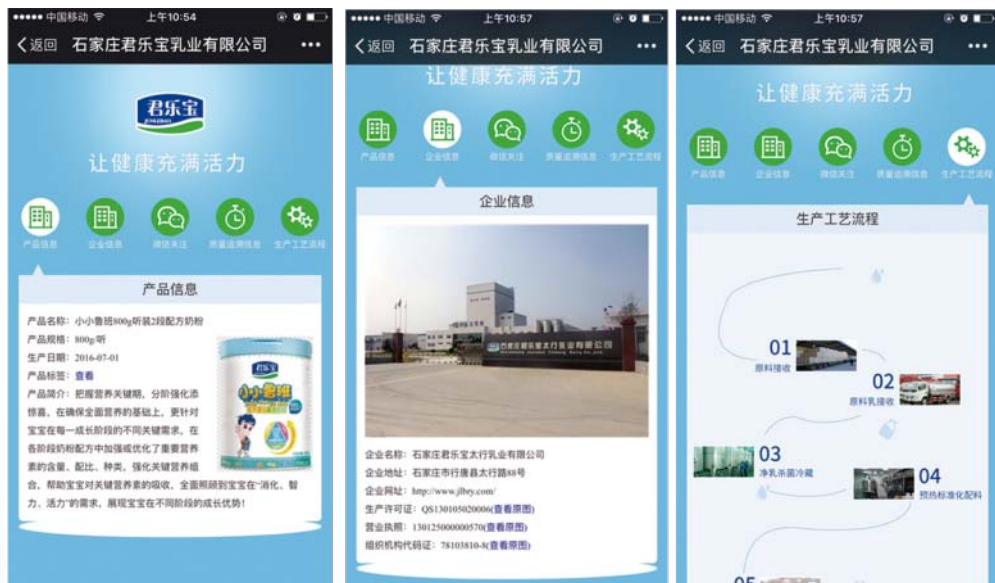 中国移动
上午10:54
返回
石家庄君乐宝乳业有限公司
君乐宝
JUNLEBAO
让健康充满活力
产品信息
企业信息
微信关注
质量追溯信息
生产工艺流程
产品信息
产品名称：小小鲁班800g听装2段配方奶粉
产品规格：800g/听
生产日期：2016-07-01
产品标签：查看
产品简介：把握营养关键期，分阶强化添
惊喜。在确保全面营养的基础上，更针对
宝宝在每一成长阶段的不同关键需求，在
各阶段奶粉配方中加强或优化了重要营养
素的含量、配比、种类。强化关键营养组
合，帮助宝宝对关键营养素的吸收，全面照顾到宝宝在“消化、智
力、活力”的需求，展现宝宝在不同阶段的成长优势！
君乐宝
小小鲁班
中国移动
上午10:57
返回
石家庄君乐宝乳业有限公司
让健康充满活力
产品信息
企业信息
微信关注
质量追溯信息
生产工艺流程
企业信息
石家庄君乐宝太行乳业有限公司
企业名称：石家庄君乐宝太行乳业有限公司
企业地址：石家庄市行唐县太行路88号
企业网址：http://www.jlbry.com/
生产许可证：QS130105020006(查看原图)
营业执照：130125000000570(查看原图)
组织机构代码证：78103810-8(查看原图)
中国移动
上午10:57
返回
石家庄君乐宝乳业有限公司
让健康充满活力
产品信息
企业信息
微信关注
质量追溯信息
生产工艺流程
生产工艺流程
01
原料接收
02
原料乳接收
03
净乳杀菌冷藏
04
预热标准化配料
05